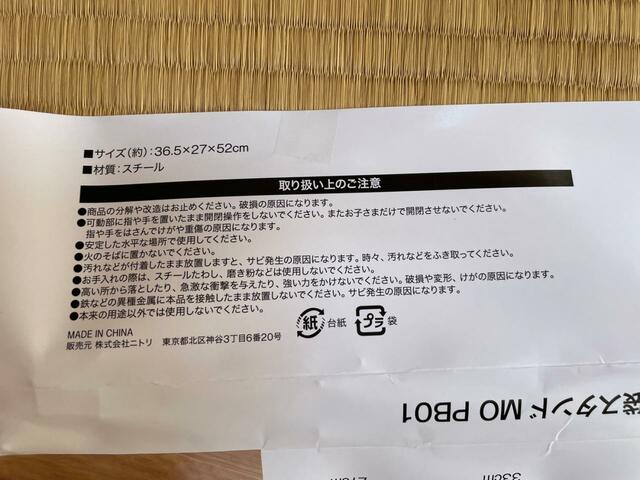 ■サイズ(約):36.5×27×52cm
■材質:スチール
取り扱い上のご注意
●商品の分解や改造はお止めください。破損の原因になります。
●可動部に指や手を置いたまま開閉操作をしないでください。またお子さまだけで開閉させないでください。
指や手をはさんでけがや重傷の原因になります。
●安定した水平な場所で使用してください。
●火のそばに置かないでください。
●汚れなどが付着したまま放置しますと、サビ発生の原因になります。時々、汚れなどをふき取ってください。
●お手入れの際は、スチールたわし、磨き粉などは使用しないでください。
●高い所から落としたり、急激な衝撃を与えたり、強い力をかけないでください。破損や変形、けがの原因になります。
●鉄などの異種金属に本品を接触したまま放置しないでください。サビ発生の原因になります。
●本来の用途以外では使用しないでください。
MADE IN CHINA
販売元 株式会社ニトリ 東京都北区神谷3丁目6番20号
紙 台紙 プラ 袋
袋スタンド MO PB01
33cm